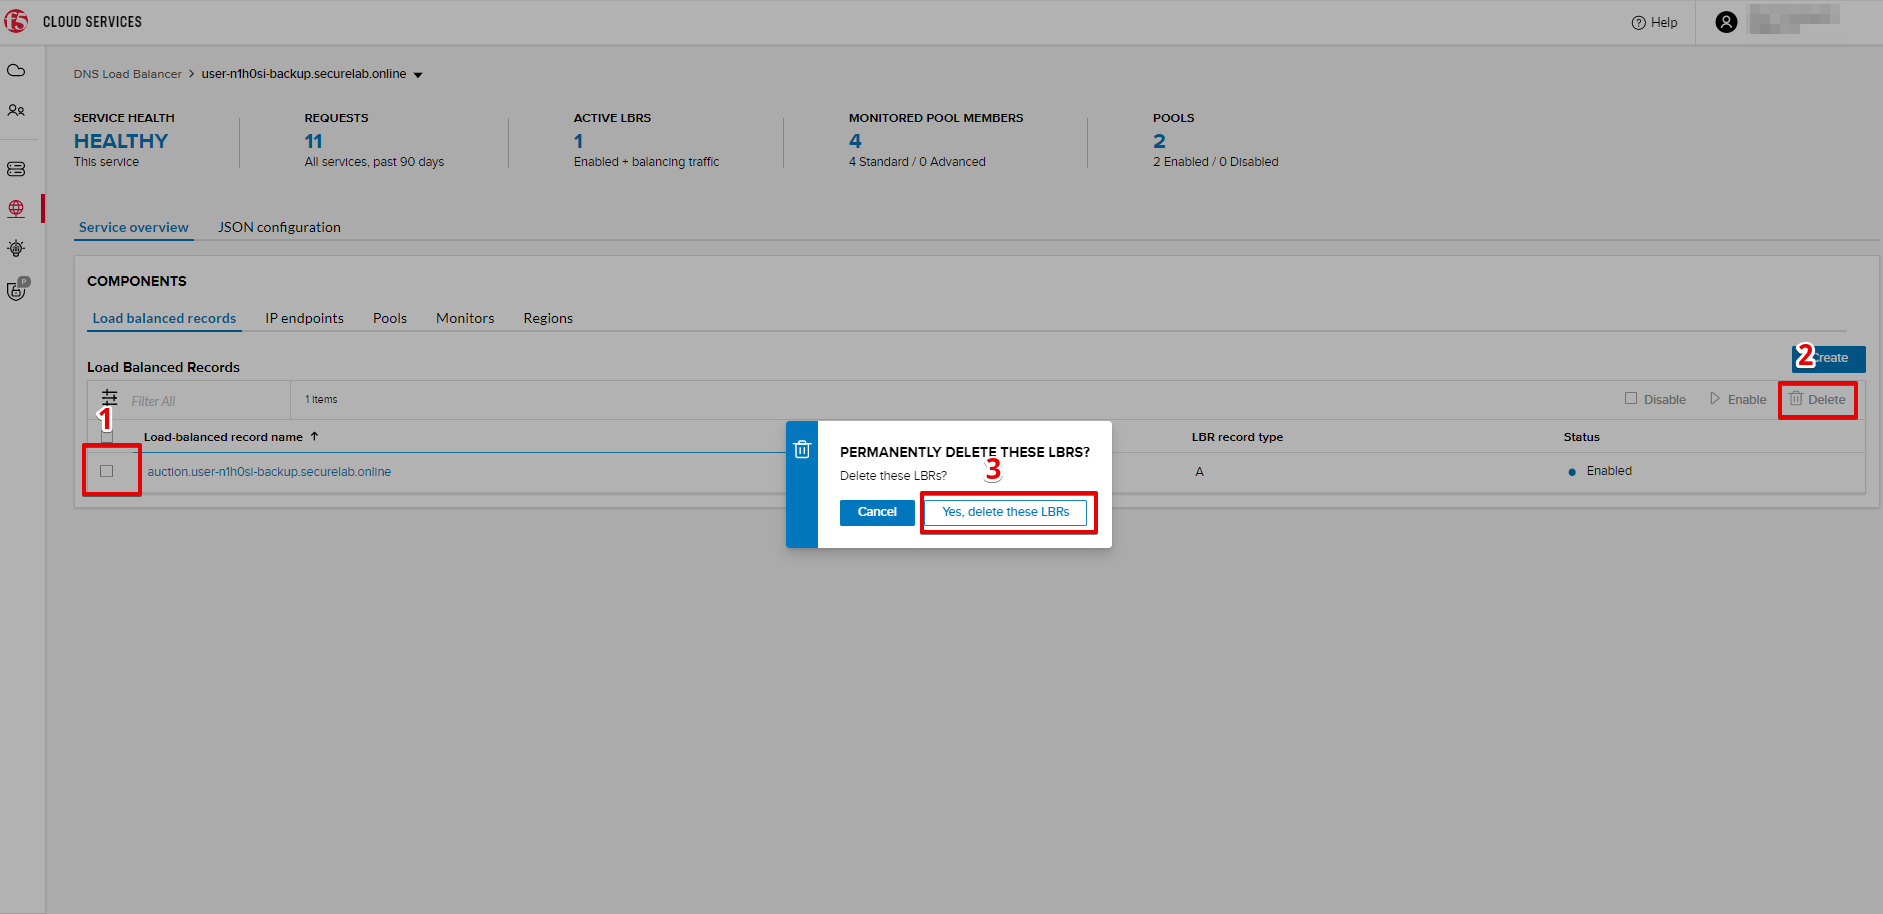 f5 CLOUD SERVICES
Help
DNS Load Balancer > user-n1h0si-backup.securelab.online
SERVICE HEALTH
HEALTHY
This service
REQUESTS
11
All services, past 90 days
ACTIVE LBRS
1
Enabled + balancing traffic
MONITORED POOL MEMBERS
4
4 Standard / 0 Advanced
POOLS
2
2 Enabled / 0 Disabled
Service overview JSON configuration
P
COMPONENTS
Load balanced records IP endpoints Pools Monitors Regions
Load Balanced Records
2
Create
Filter All
1 Items
Disable Enable Delete
1
Load-balanced record name ↑ LBR record type Status
auction.user-n1h0si-backup.securelab.online A Enabled
PERMANENTLY DELETE THESE LBRS?
Delete these LBRs?
3
Cancel Yes, delete these LBRs